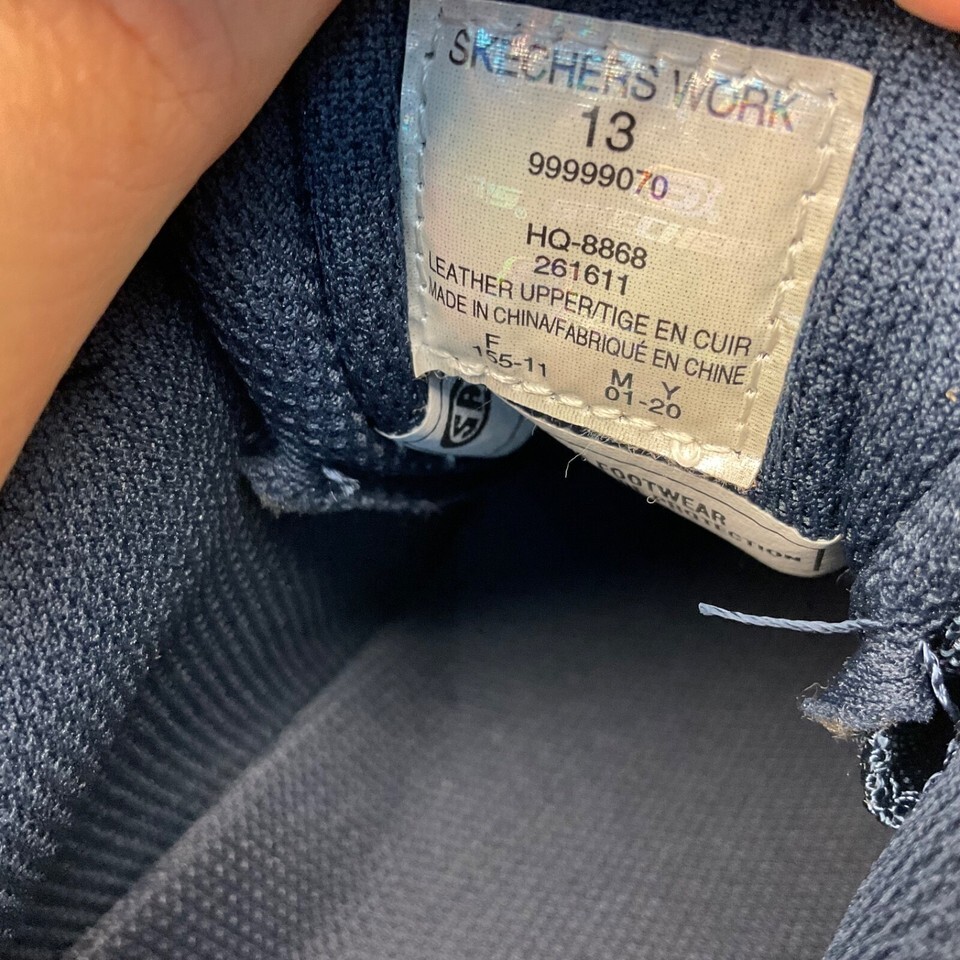 SKECHERS WORK
13
99999070
HQ-8868
261611
LEATHER UPPER/TIGE EN CUIR
MADE IN CHINA/FABRIQUÉ EN CHINE
F M Y
155-11 01-20
FOOTWEAR
PROTECTION